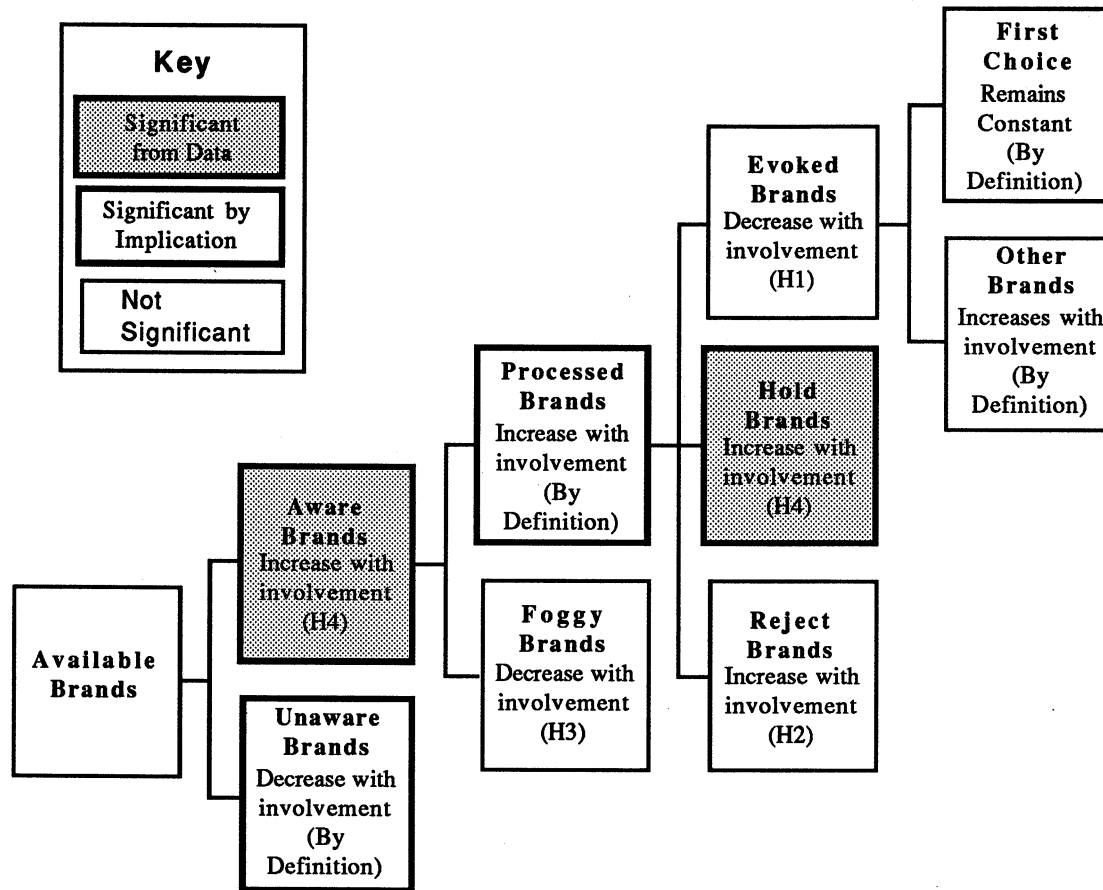 Key
Significant
from Data
Significant by
Implication
Not
Significant
Available
Brands
Aware
Brands
Increase with
involvement
(H4)
Unaware
Brands
Decrease with
involvement
(By
Definition)
Processed
Brands
Increase with
involvement
(By
Definition)
Foggy
Brands
Decrease with
involvement
(H3)
Evoked
Brands
Decrease with
involvement
(H1)
Hold
Brands
Increase with
involvement
(H4)
Reject
Brands
Increase with
involvement
(H2)
First
Choice
Remains
Constant
(By
Definition)
Other
Brands
Increases with
involvement
(By
Definition)